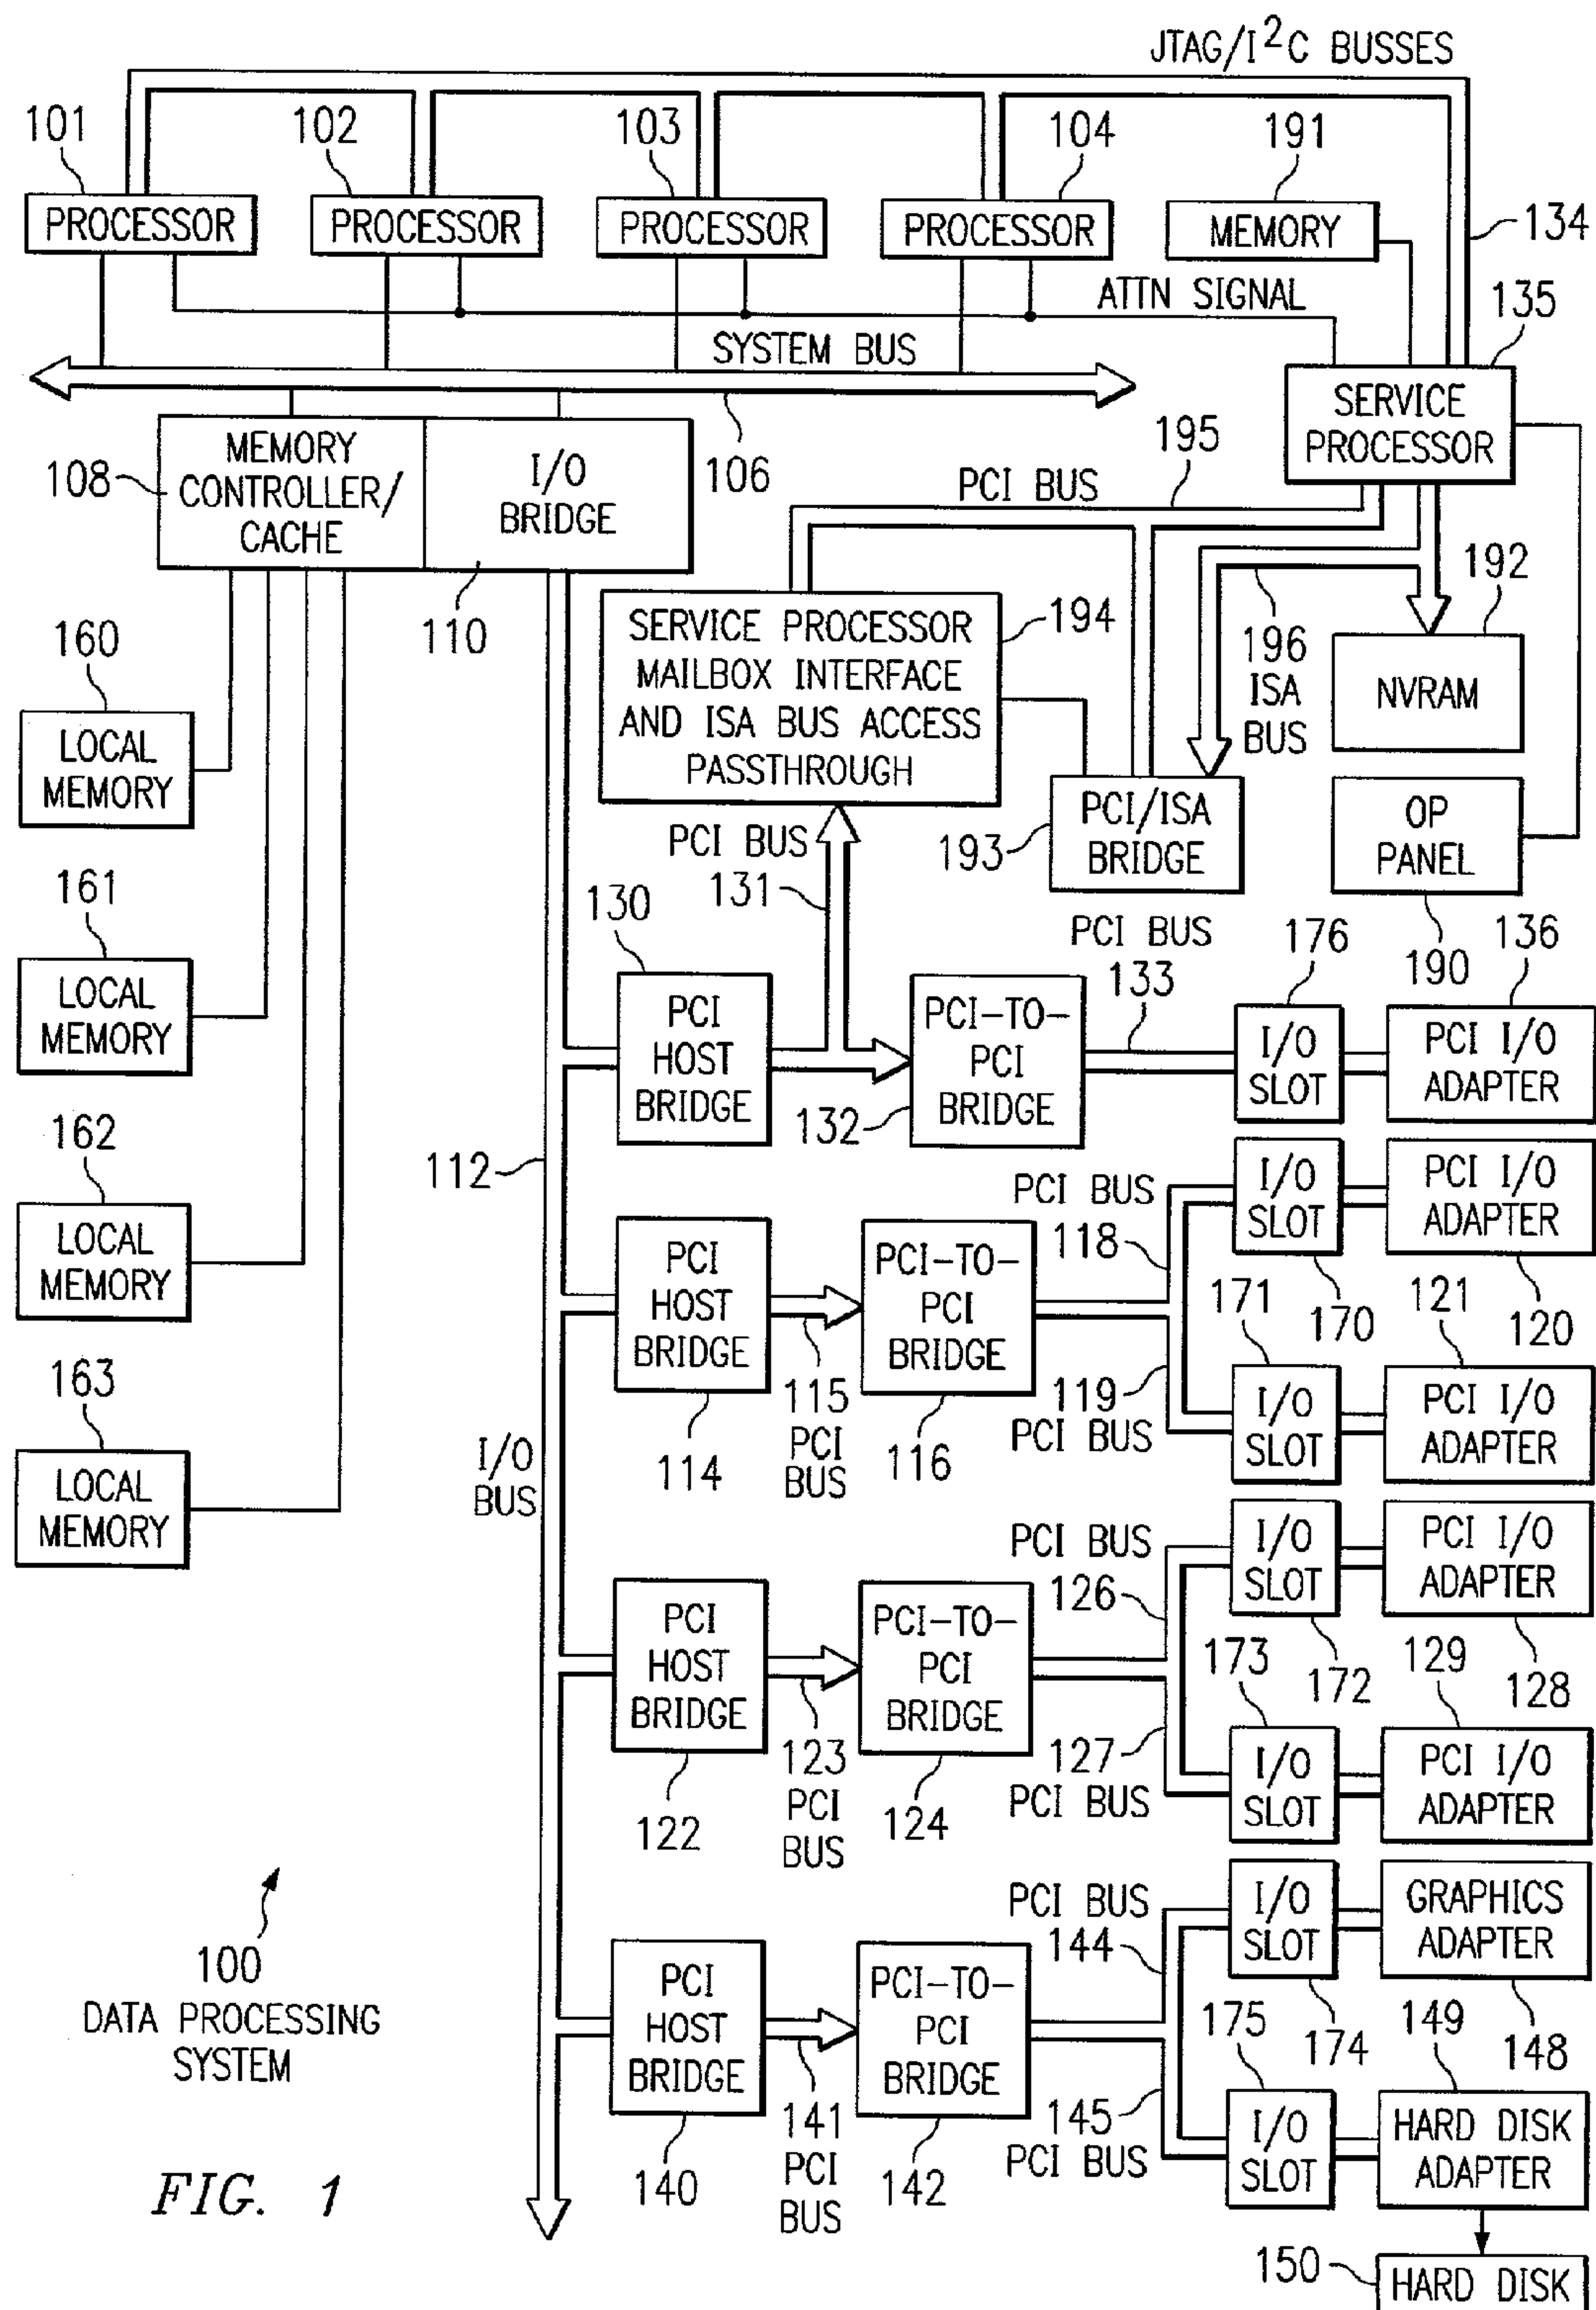 JTAG/I²C BUSSES
101
102
103
104
191
PROCESSOR
PROCESSOR
PROCESSOR
PROCESSOR
MEMORY
134
ATTN SIGNAL
135
SYSTEM BUS
SERVICE
PROCESSOR
108
MEMORY
CONTROLLER/
CACHE
I/O
BRIDGE
106
195
PCI BUS
110
192
194
SERVICE PROCESSOR
MAILBOX INTERFACE
AND ISA BUS ACCESS
PASSTHROUGH
196
ISA
BUS
NVRAM
160
LOCAL
MEMORY
PCI BUS
131
193
PCI/ISA
BRIDGE
OP
PANEL
190
161
LOCAL
MEMORY
130
PCI
HOST
BRIDGE
132
PCI-TO-
PCI
BRIDGE
PCI BUS
133
176
I/O
SLOT
136
PCI I/O
ADAPTER
162
LOCAL
MEMORY
112
PCI BUS
118
I/O
SLOT
170
PCI I/O
ADAPTER
120
PCI
HOST
BRIDGE
114
115
PCI
BUS
PCI-TO-
PCI
BRIDGE
116
119
PCI BUS
171
I/O
SLOT
121
PCI I/O
ADAPTER
163
LOCAL
MEMORY
I/O
BUS
PCI BUS
126
I/O
SLOT
172
PCI I/O
ADAPTER
128
PCI
HOST
BRIDGE
122
123
PCI
BUS
PCI-TO-
PCI
BRIDGE
124
127
PCI BUS
173
I/O
SLOT
129
PCI I/O
ADAPTER
100
DATA PROCESSING
SYSTEM
PCI BUS
144
I/O
SLOT
174
GRAPHICS
ADAPTER
148
PCI
HOST
BRIDGE
140
141
PCI
BUS
PCI-TO-
PCI
BRIDGE
142
145
PCI BUS
175
I/O
SLOT
149
HARD DISK
ADAPTER
150
HARD DISK
FIG. 1